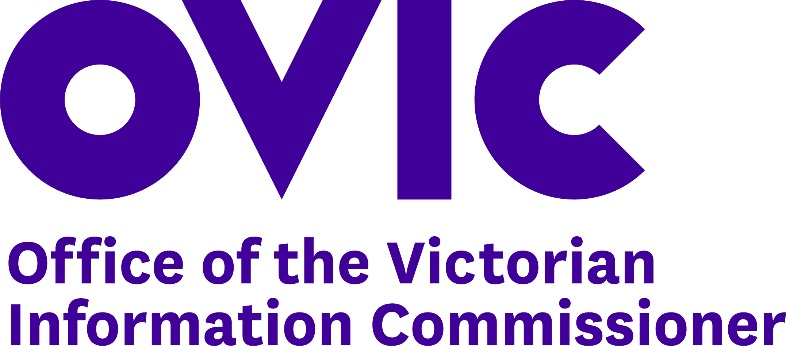 OVIC
Office of the Victorian
Information Commissioner